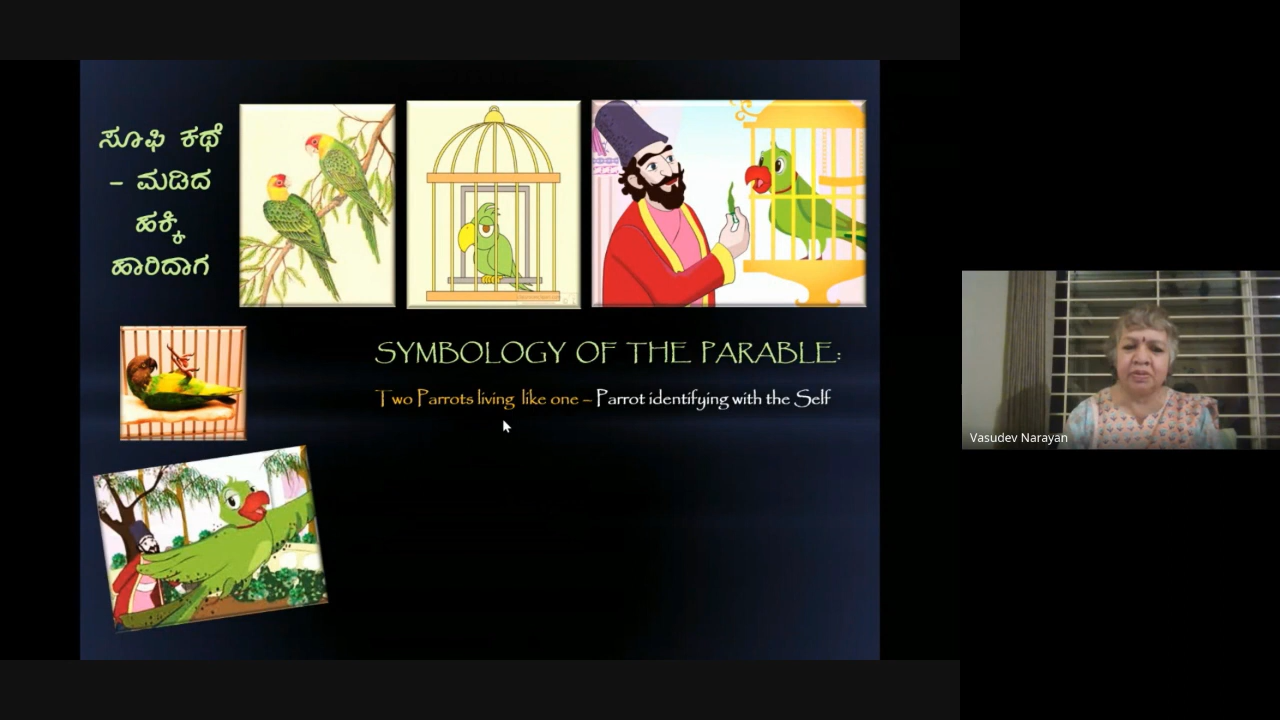 ಸೂಫಿ ಕಥೆ
– ಮಡಿದ
ಹಕ್ಕಿ
ಹಾರಿದಾಗ
SYMBOLOGY OF THE PARABLE:
Two Parrots living like one – Parrot identifying with the Self
Vasudev Narayan